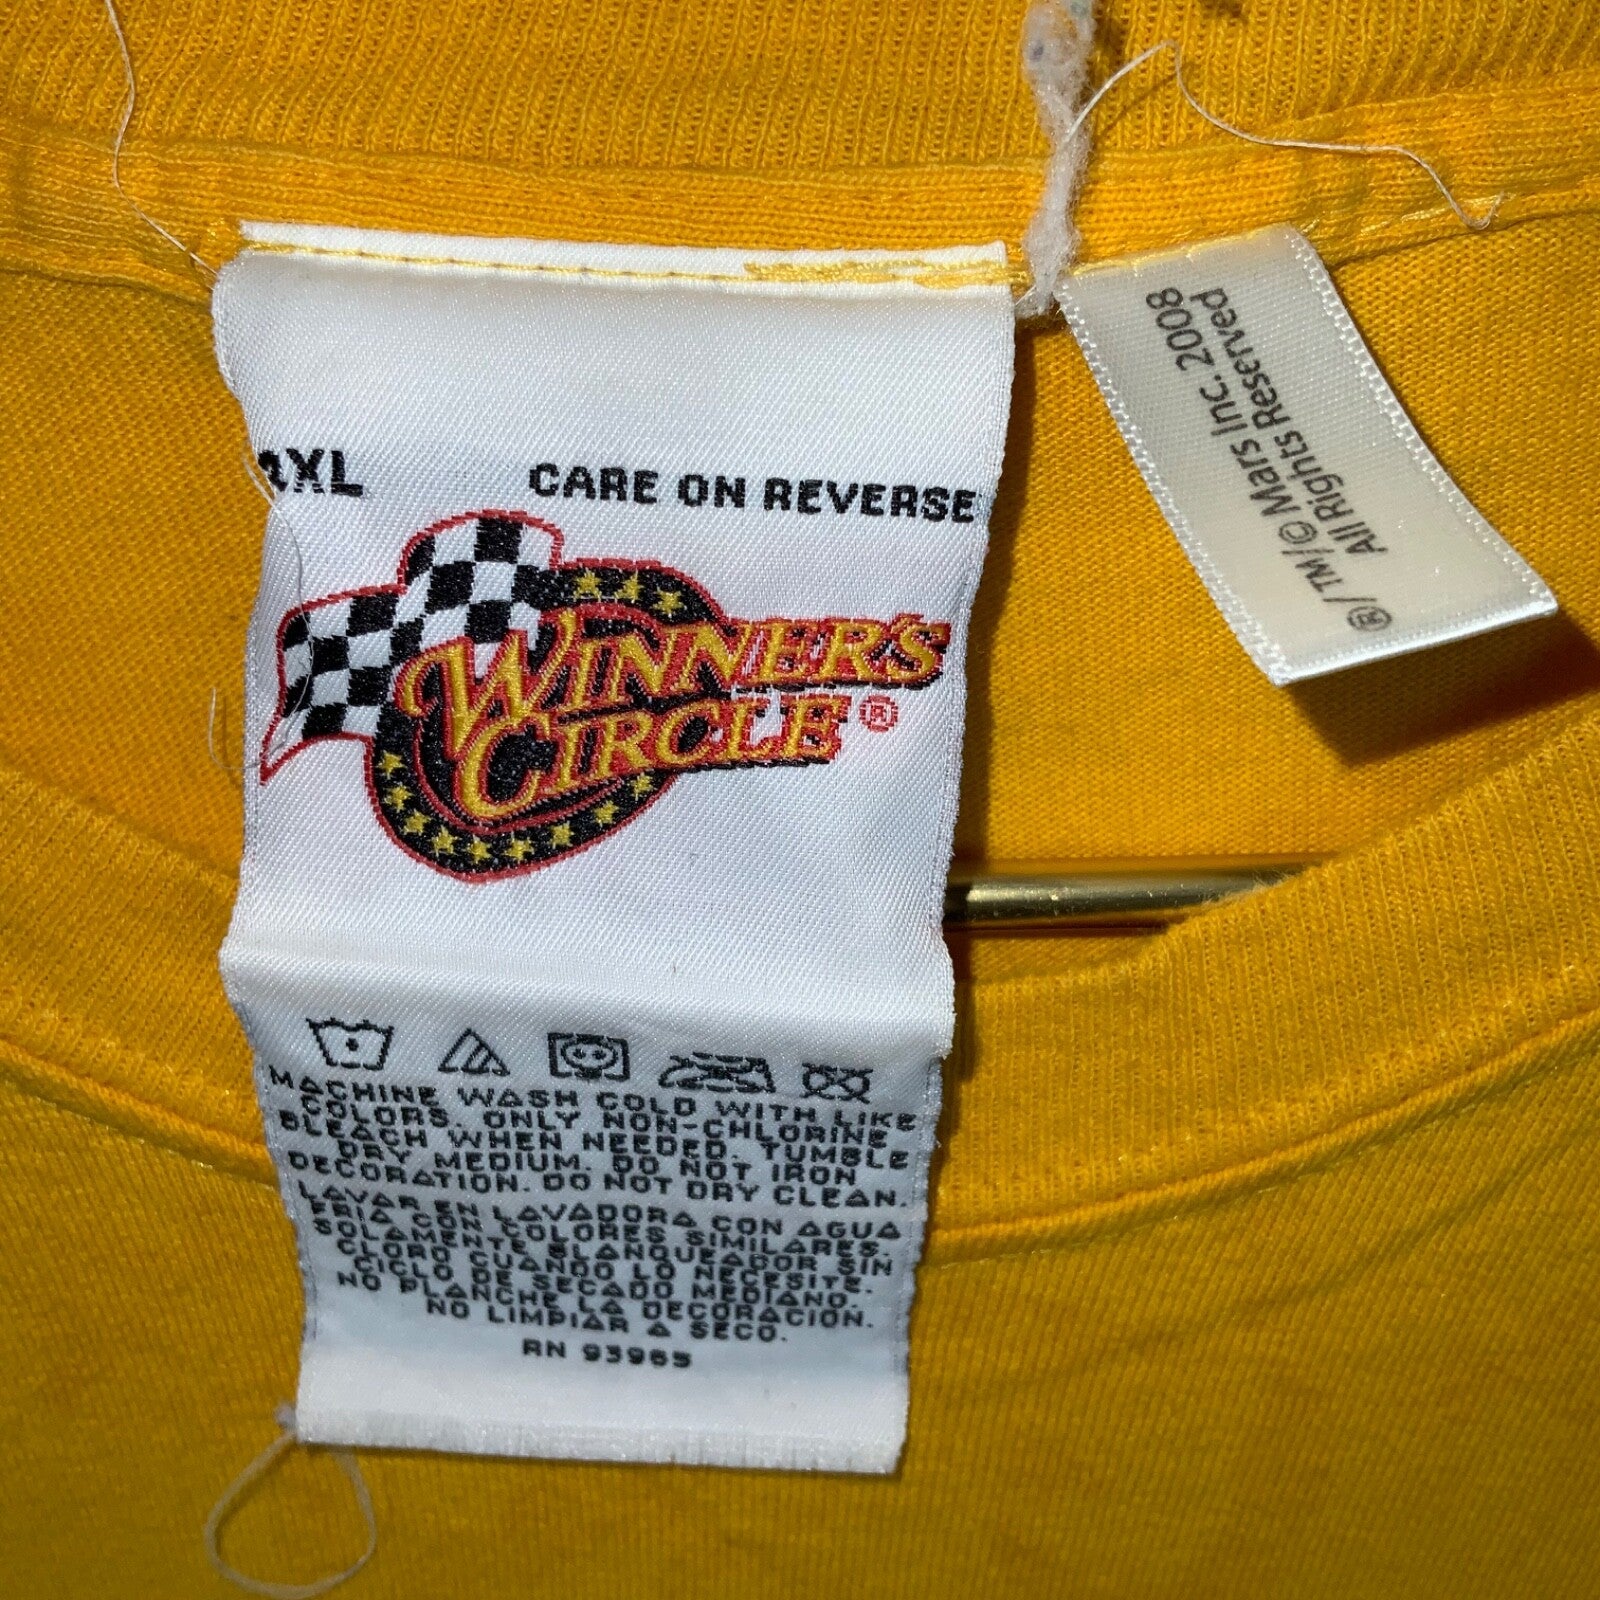 2XL CARE ON REVERSE
WINNER'S
CIRCLE®
®/TM/© Mars Inc. 2008
All Rights Reserved
MACHINE WASH COLD WITH LIKE
COLORS. ONLY NON-CHLORINE
BLEACH WHEN NEEDED. TUMBLE
DRY MEDIUM. DO NOT IRON
DECORATION. DO NOT DRY CLEAN.
LAVAR EN LAVADORA CON AGUA
FRIA CON COLORES SIMILARES.
SOLAMENTE BLANQUEADOR SIN
CLORO CUANDO LO NECESITE.
CICLO DE SECADO MEDIANO.
NO PLANCHE LA DECORACION.
NO LIMPIAR A SECO.
RN 93965